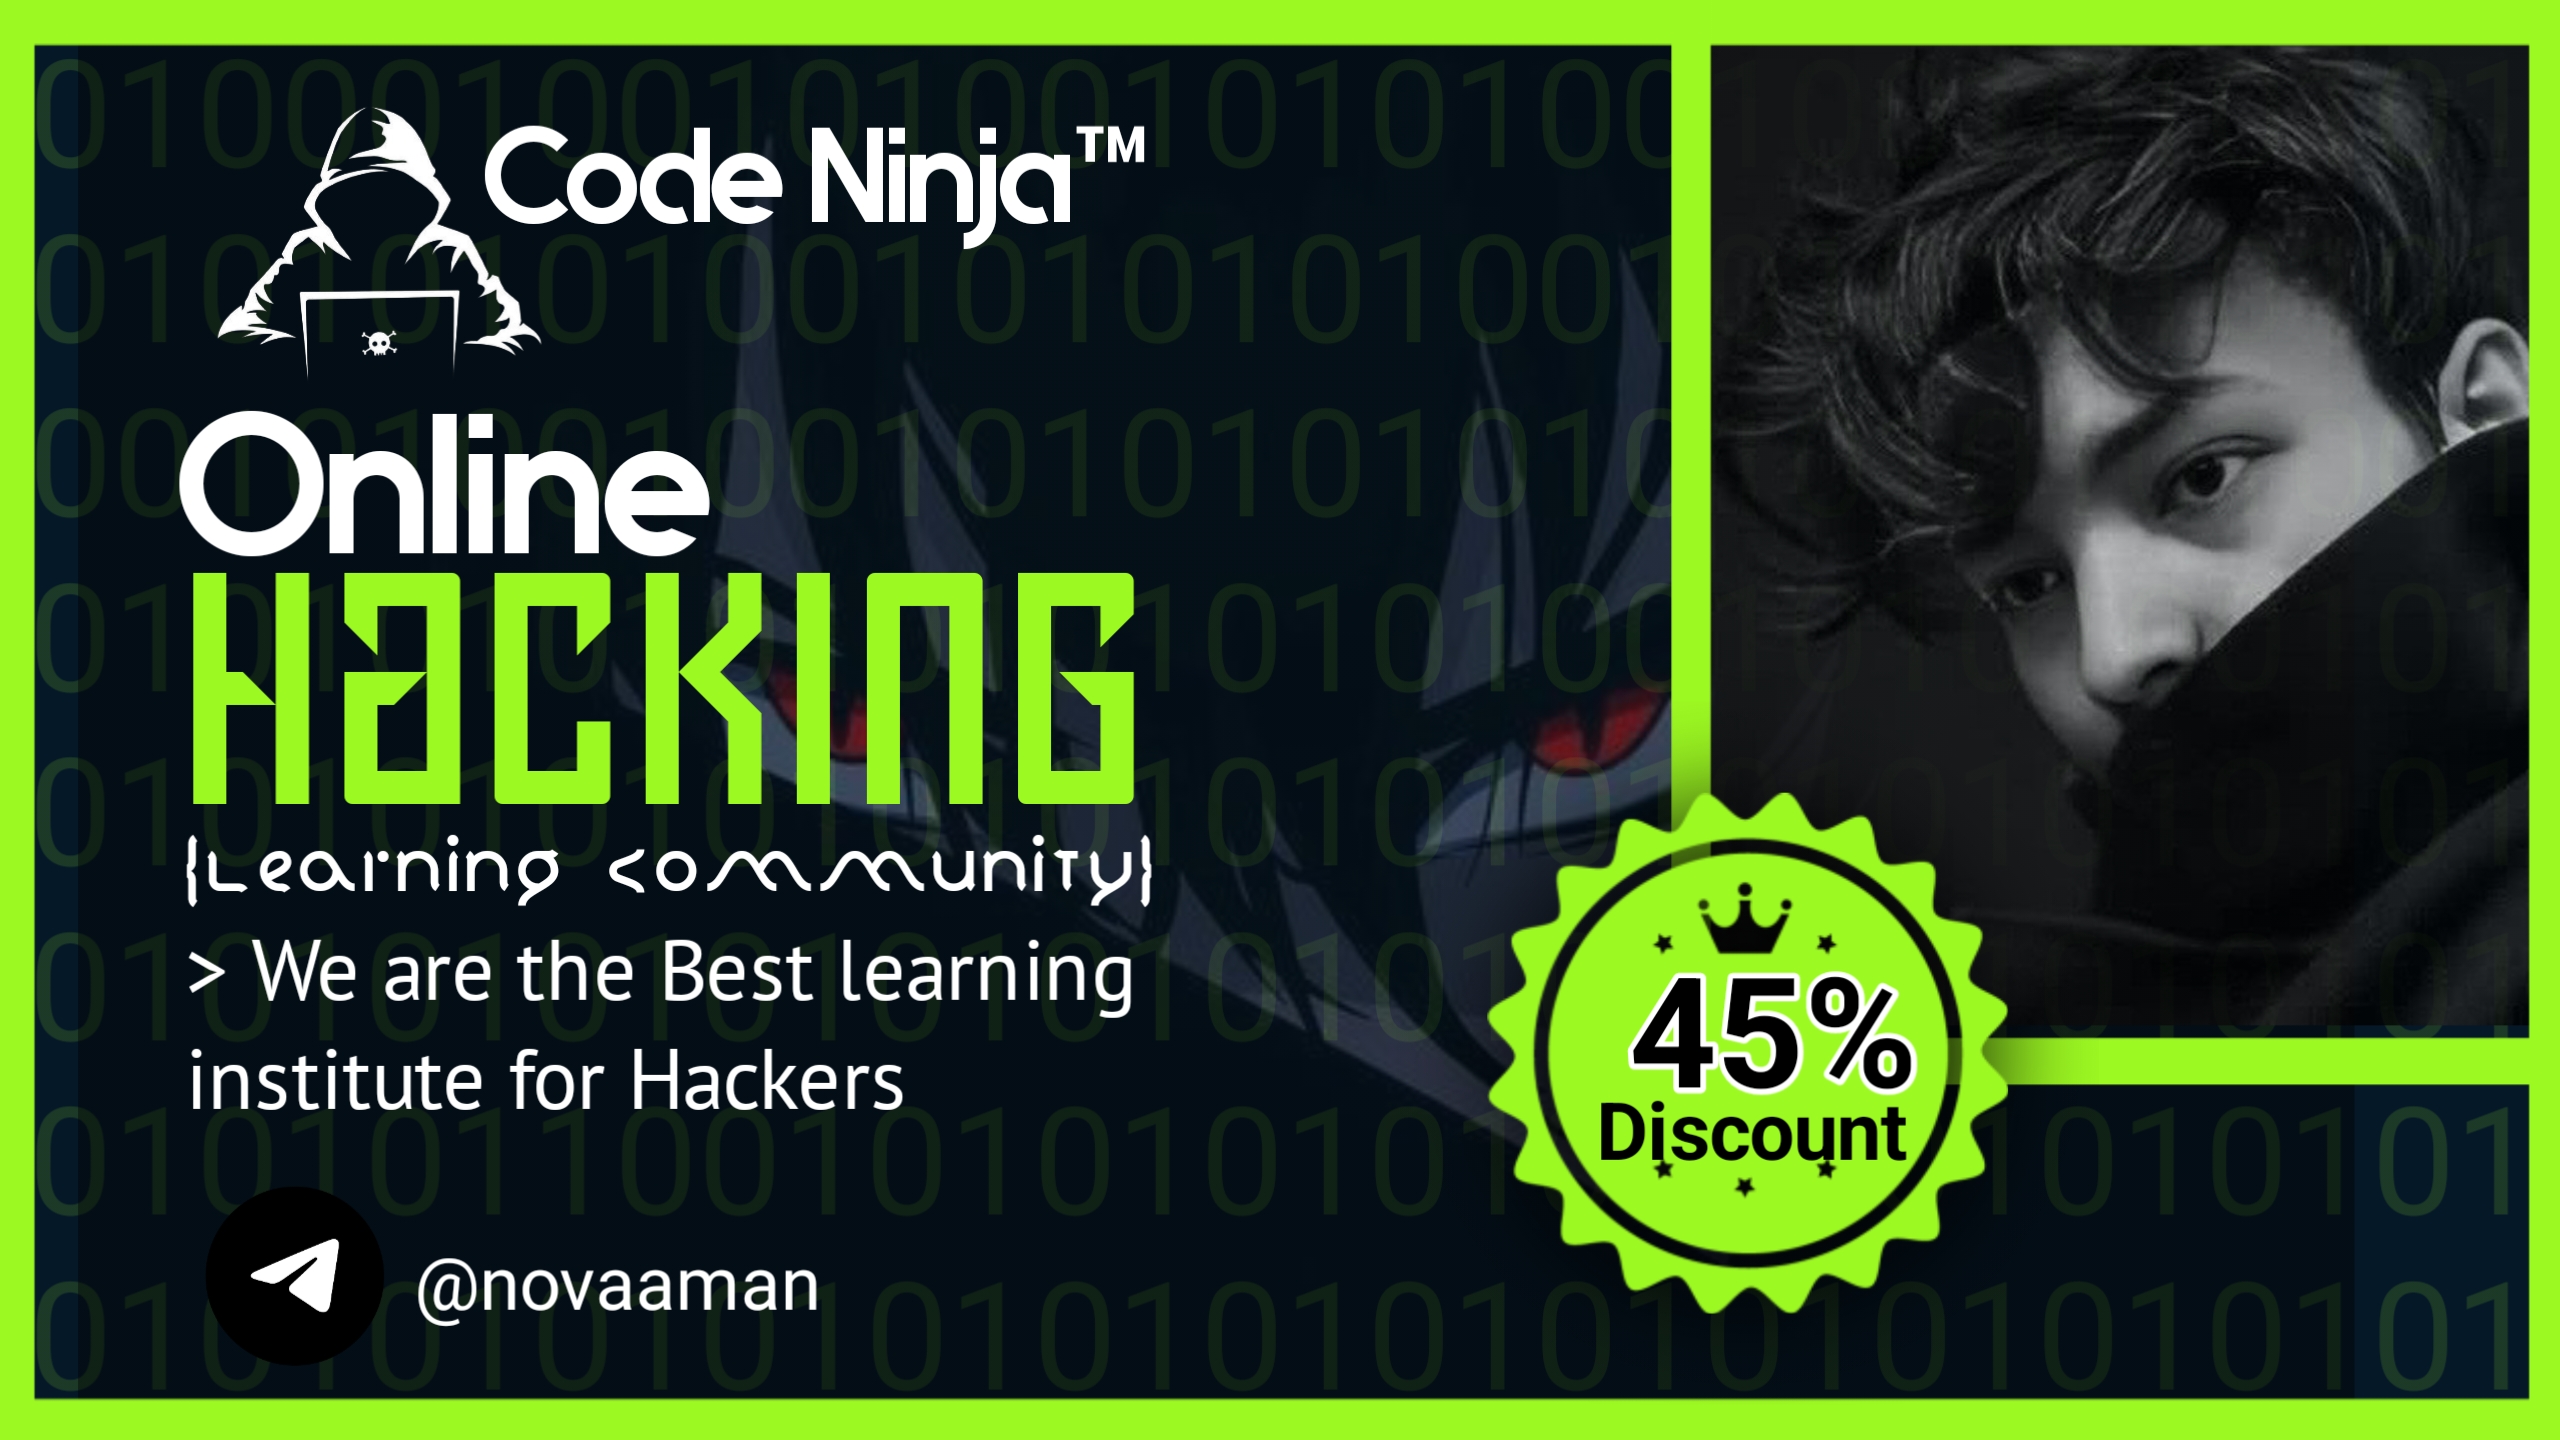 Code Ninja™
Online
HaCKING
{Learning community}
> We are the Best learning
institute for Hackers
@novaaman
45%
Discount